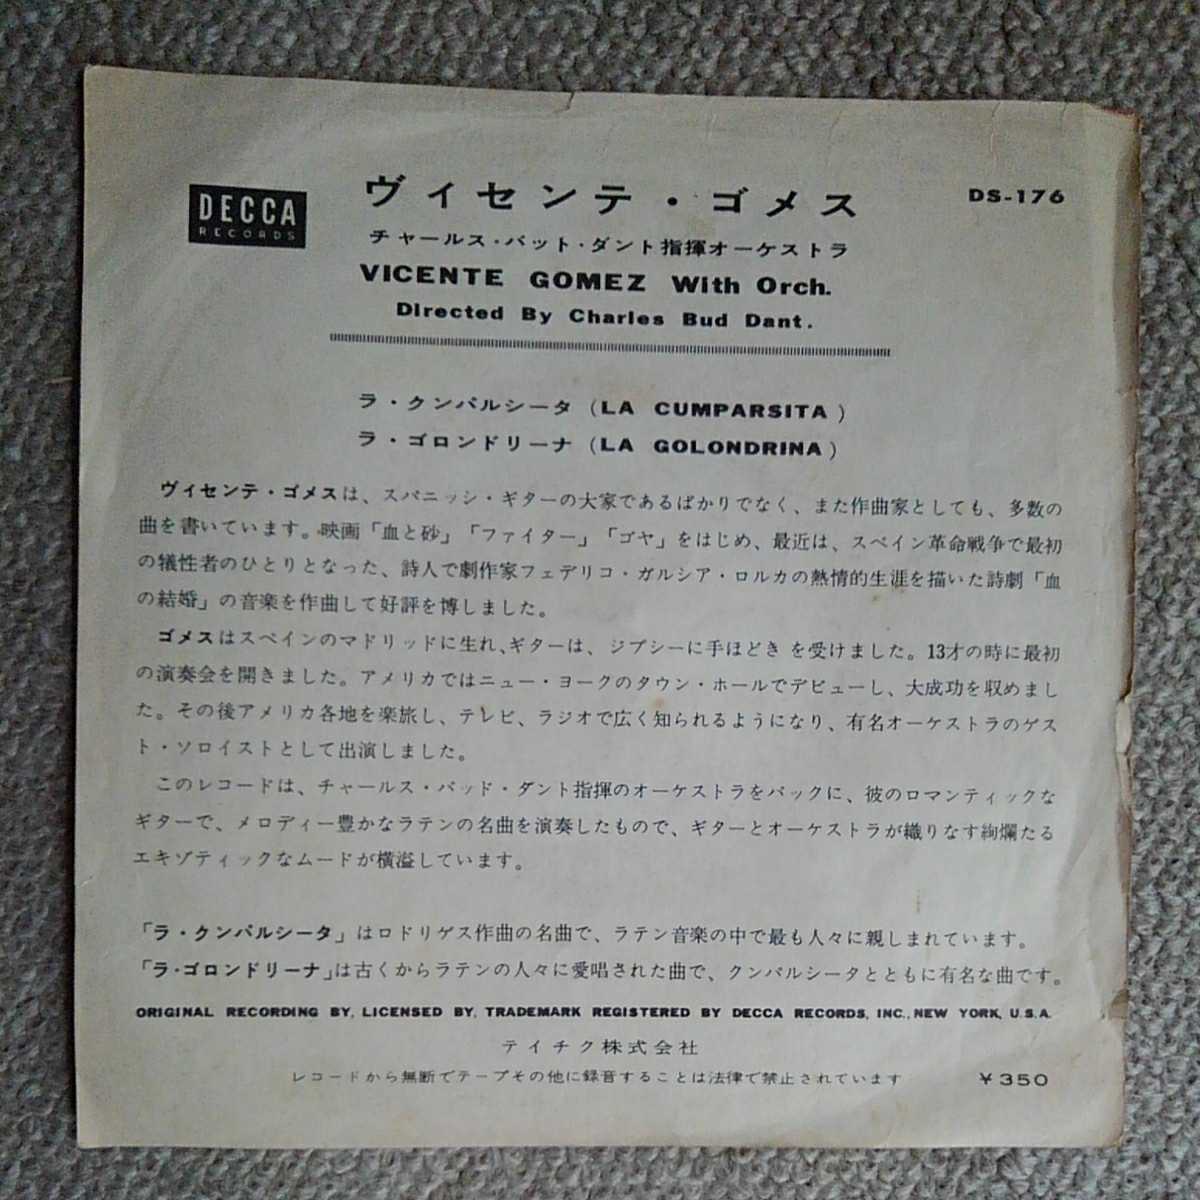 DECCA
RECORDS
ヴィセンテ・ゴメス
DS-176
チャールス・バット・ダント指揮オーケストラ
VICENTE GOMEZ With Orch.
Directed By Charles Bud Dant.
ラ・クンパルシータ (LA CUMPARSITA)
ラ・ゴロンドリーナ (LA GOLONDRINA)
ヴィセンテ・ゴメスは、スパニッシ・ギターの大家であるばかりでなく、また作曲家としても、多数の
曲を書いています。映画「血と砂」「ファイター」「ゴヤ」をはじめ、最近は、スペイン革命戦争で最初
の犠性者のひとりとなった、詩人で劇作家フェデリコ・ガルシア・ロルカの熱情的生涯を描いた詩劇「血
の結婚」の音楽を作曲して好評を博しました。
ゴメスはスペインのマドリッドに生れ、ギターは、ジプシーに手ほどきを受けました。13才の時に最初
の演奏会を開きました。アメリカではニュー・ヨークのタウン・ホールでデビューし、大成功を収めまし
た。その後アメリカ各地を楽旅し、テレビ、ラジオで広く知られるようになり、有名オーケストラのゲス
ト・ソロイストとして出演しました。
このレコードは、チャールス・バッド・ダント指揮のオーケストラをバックに、彼のロマンティックな
ギターで、メロディー豊かなラテンの名曲を演奏したもので、ギターとオーケストラが織りなす絢爛たる
エキゾティックなムードが横溢しています。
「ラ・クンパルシータ」はロドリゲス作曲の名曲で、ラテン音楽の中で最も人々に親しまれています。
「ラ・ゴロンドリーナ」は古くからラテンの人々に愛唱された曲で、クンパルシータとともに有名な曲です。
ORIGINAL RECORDING BY, LICENSED BY, TRADEMARK REGISTERED BY DECCA RECORDS, INC., NEW YORK, U.S.A.
テイチク株式会社
レコードから無断でテープその他に録音することは法律で禁止されています
¥350